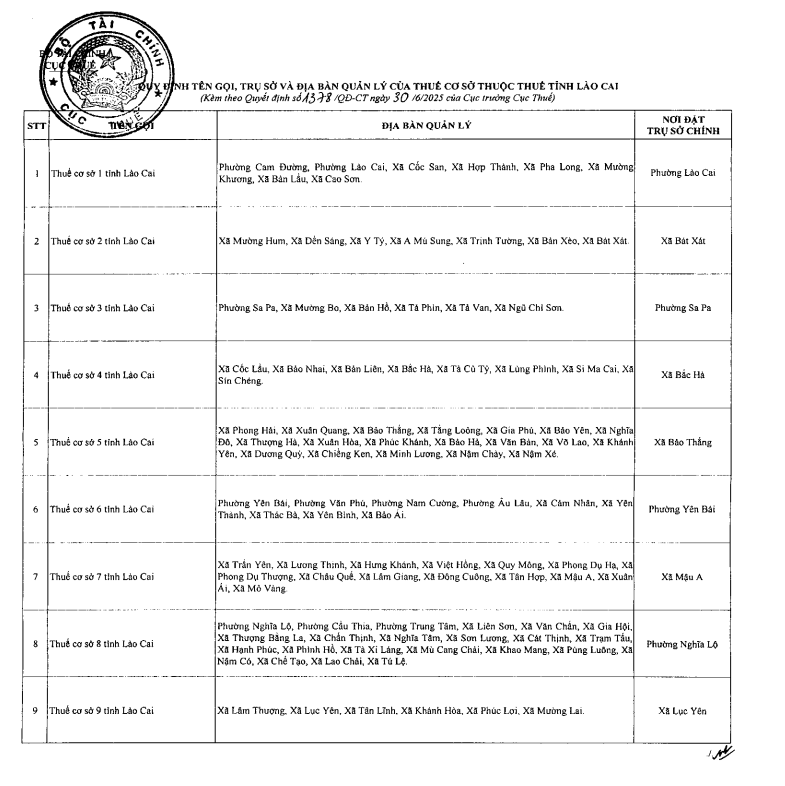 BỘ TÀI CHÍNH
CỤC THUẾ
BỘ TÀI CHÍNH
CỤC THUẾ
QUY ĐỊNH TÊN GỌI, TRỤ SỞ VÀ ĐỊA BÀN QUẢN LÝ CỦA THUẾ CƠ SỞ THUỘC THUẾ TỈNH LÀO CAI
(Kèm theo Quyết định số 1378 /QĐ-CT ngày 30 /6/2025 của Cục trưởng Cục Thuế)
STT TÊN GỌI ĐỊA BÀN QUẢN LÝ NƠI ĐẶT
TRỤ SỞ CHÍNH
1 Thuế cơ sở 1 tỉnh Lào Cai
Phường Cam Đường, Phường Lào Cai, Xã Cốc San, Xã Hợp Thành, Xã Pha Long, Xã Mường
Khương, Xã Bản Lầu, Xã Cao Sơn.
Phường Lào Cai
2 Thuế cơ sở 2 tỉnh Lào Cai
Xã Mường Hum, Xã Dền Sáng, Xã Y Tý, Xã A Mú Sung, Xã Trịnh Tường, Xã Bản Xèo, Xã Bát Xát.
Xã Bát Xát
3 Thuế cơ sở 3 tỉnh Lào Cai
Phường Sa Pa, Xã Mường Bo, Xã Bản Hồ, Xã Tả Phìn, Xã Tả Van, Xã Ngũ Chỉ Sơn.
Phường Sa Pa
4 Thuế cơ sở 4 tỉnh Lào Cai
Xã Cốc Lầu, Xã Bảo Nhai, Xã Bản Liền, Xã Bắc Hà, Xã Tả Củ Tỷ, Xã Lùng Phình, Xã Si Ma Cai, Xã
Sín Chéng.
Xã Bắc Hà
5 Thuế cơ sở 5 tỉnh Lào Cai
Xã Phong Hải, Xã Xuân Quang, Xã Bảo Thắng, Xã Tằng Loỏng, Xã Gia Phú, Xã Bảo Yên, Xã Nghĩa
Đô, Xã Thượng Hà, Xã Xuân Hòa, Xã Phúc Khánh, Xã Bảo Hà, Xã Văn Bàn, Xã Võ Lao, Xã Khánh
Yên, Xã Dương Quỳ, Xã Chiềng Ken, Xã Minh Lương, Xã Nậm Chày, Xã Nậm Xé.
Xã Bảo Thắng
6 Thuế cơ sở 6 tỉnh Lào Cai
Phường Yên Bái, Phường Văn Phú, Phường Nam Cường, Phường Âu Lâu, Xã Cảm Nhân, Xã Yên
Thành, Xã Thác Bà, Xã Yên Bình, Xã Bảo Ái.
Phường Yên Bái
7 Thuế cơ sở 7 tỉnh Lào Cai
Xã Trấn Yên, Xã Lương Thịnh, Xã Hưng Khánh, Xã Việt Hồng, Xã Quy Mông, Xã Phong Dụ Hạ, Xã
Phong Dụ Thượng, Xã Châu Quế, Xã Lâm Giang, Xã Đông Cuông, Xã Tân Hợp, Xã Mậu A, Xã Xuân
Ái, Xã Mỏ Vàng.
Xã Mậu A
8 Thuế cơ sở 8 tỉnh Lào Cai
Phường Nghĩa Lộ, Phường Cầu Thia, Phường Trung Tâm, Xã Liên Sơn, Xã Văn Chấn, Xã Gia Hội,
Xã Thượng Bằng La, Xã Chấn Thịnh, Xã Nghĩa Tâm, Xã Sơn Lương, Xã Cát Thịnh, Xã Trạm Tấu,
Xã Hạnh Phúc, Xã Phình Hồ, Xã Tà Xi Láng, Xã Mù Cang Chải, Xã Khao Mang, Xã Púng Luông, Xã
Nậm Có, Xã Chế Tạo, Xã Lao Chải, Xã Tú Lệ.
Phường Nghĩa Lộ
9 Thuế cơ sở 9 tỉnh Lào Cai
Xã Lâm Thượng, Xã Lục Yên, Xã Tân Lĩnh, Xã Khánh Hòa, Xã Phúc Lợi, Xã Mường Lai.
Xã Lục Yên